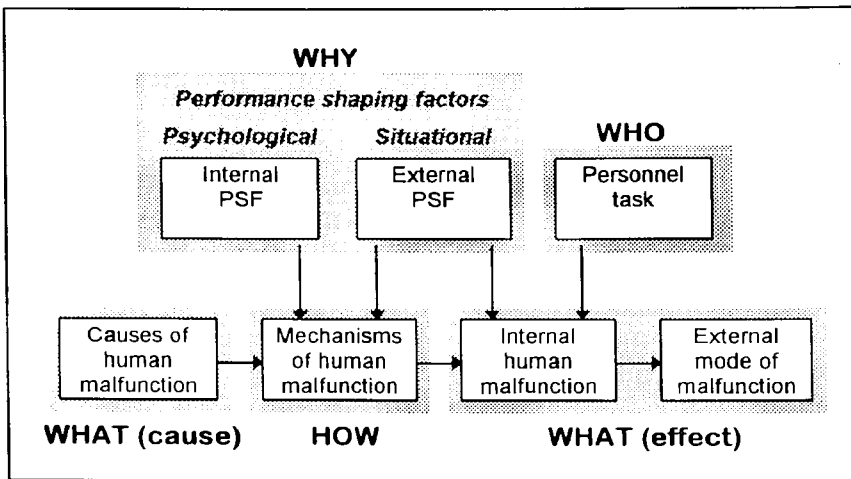 WHY
Performance shaping factors
Psychological
Situational
WHO
Internal
PSF
External
PSF
Personnel
task
Causes of
human
malfunction
Mechanisms
of human
malfunction
Internal
human
malfunction
External
mode of
malfunction
WHAT (cause)
HOW
WHAT (effect)